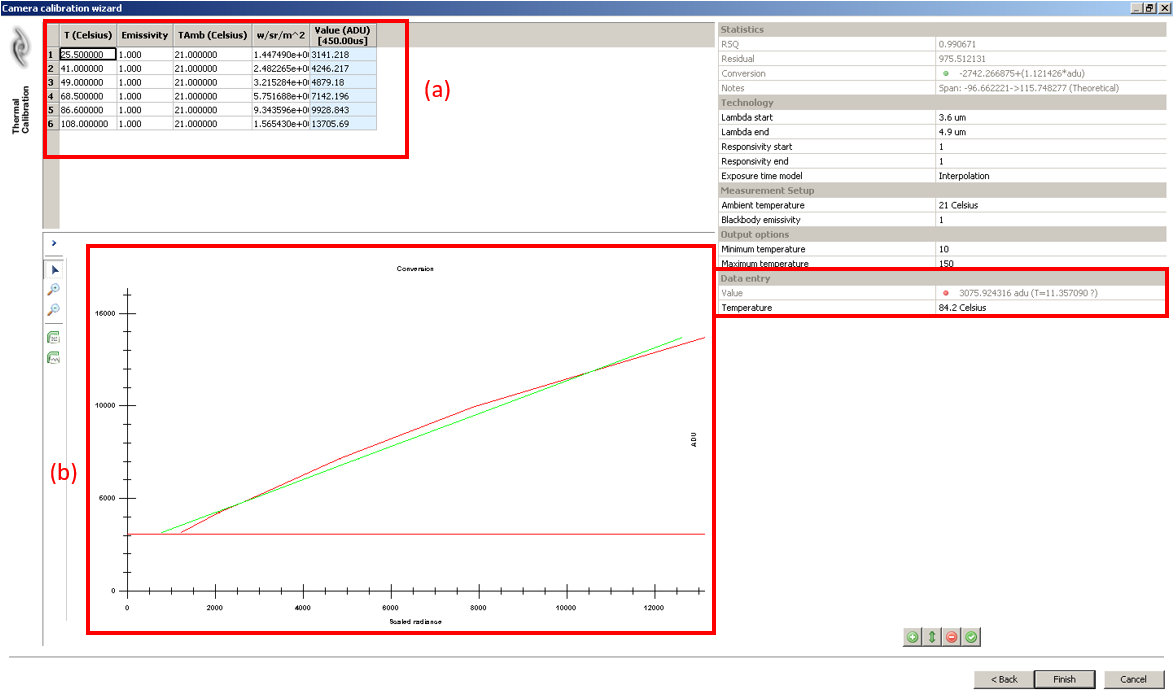 Camera calibration wizard
Thermal
Calibration
T (Celsius) Emissivity TAmb (Celsius) w/sr/m^2 Value (ADU) [450.00us]
1 25.500000 1.000 21.000000 1.447490e+0 3141.218
2 41.000000 1.000 21.000000 2.482265e+0 4246.217
3 49.000000 1.000 21.000000 3.215284e+0 4879.18
4 68.500000 1.000 21.000000 5.751688e+0 7142.196
5 86.600000 1.000 21.000000 9.343596e+0 9928.843
6 108.000000 1.000 21.000000 1.565430e+0 13705.69
(a)
Statistics
RSQ 0.990671
Residual 975.512131
Conversion -2742.266875+(1.121426*adu)
Notes Span: -96.662221->115.748277 (Theoretical)
Technology
Lambda start 3.6 um
Lambda end 4.9 um
Responsivity start 1
Responsivity end 1
Exposure time model Interpolation
Measurement Setup
Ambient temperature 21 Celsius
Blackbody emissivity 1
Output options
Minimum temperature 10
Maximum temperature 150
Data entry
Value 3075.924316 adu (T=11.357090 ?)
Temperature 84.2 Celsius
(b)
Conversion
16000
10000
6000
0
ADU
0 2000 4000 6000 8000 10000 12000
Scaled radiance
< Back Finish Cancel